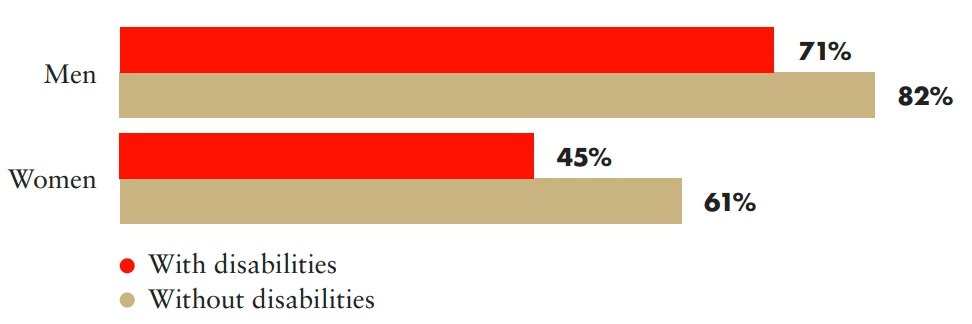 Men
71%
82%
Women
45%
61%
With disabilities
Without disabilities